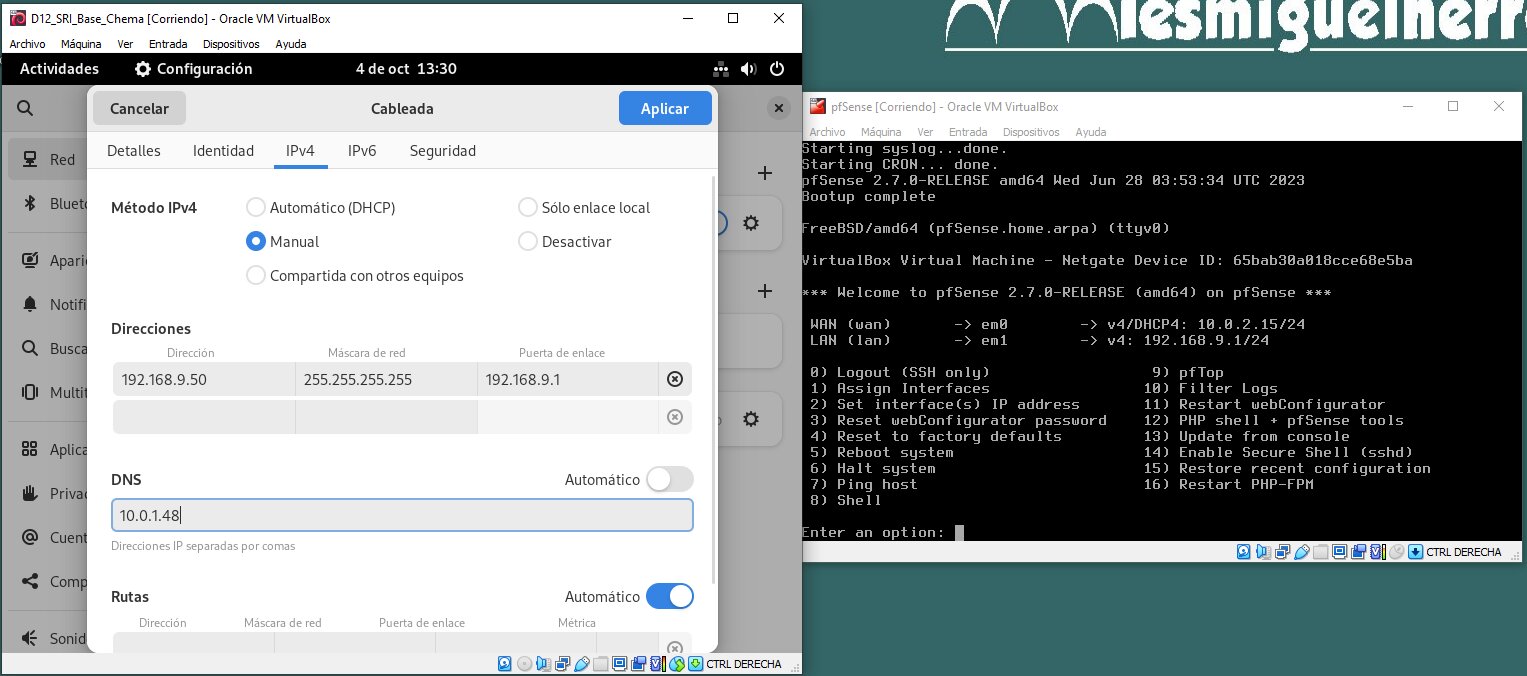 D12_SRI_Base_Chema [Corriendo] - Oracle VM VirtualBox
Archivo Máquina Ver Entrada Dispositivos Ayuda
Actividades Configuración 4 de oct 13:30
Cancelar Cableada Aplicar
Detalles Identidad IPv4 IPv6 Seguridad
Red
Blueto
Apari
Notifi
Busca
Multit
Aplica
Privac
Cuent
Comp
Sonid
Método IPv4 Automático (DHCP) Sólo enlace local
Manual Desactivar
Compartida con otros equipos
Direcciones
Dirección Máscara de red Puerta de enlace
192.168.9.50 255.255.255.255 192.168.9.1
DNS Automático
10.0.1.48
Direcciones IP separadas por comas
Rutas Automático
Dirección Máscara de red Puerta de enlace Métrica
CTRL DERECHA
iesmiguelherr
pfSense [Corriendo] - Oracle VM VirtualBox
Archivo Máquina Ver Entrada Dispositivos Ayuda
Starting syslog...done.
Starting CRON... done.
pfSense 2.7.0-RELEASE amd64 Wed Jun 28 03:53:34 UTC 2023
Bootup complete
FreeBSD/amd64 (pfSense.home.arpa) (ttyv0)
VirtualBox Virtual Machine - Netgate Device ID: 65bab30a018cce68e5ba
*** Welcome to pfSense 2.7.0-RELEASE (amd64) on pfSense ***
WAN (wan) -> em0 -> v4/DHCP4: 10.0.2.15/24
LAN (lan) -> em1 -> v4: 192.168.9.1/24
0) Logout (SSH only) 9) pfTop
1) Assign Interfaces 10) Filter Logs
2) Set interface(s) IP address 11) Restart webConfigurator
3) Reset webConfigurator password 12) PHP shell + pfSense tools
4) Reset to factory defaults 13) Update from console
5) Reboot system 14) Enable Secure Shell (sshd)
6) Halt system 15) Restore recent configuration
7) Ping host 16) Restart PHP-FPM
8) Shell
Enter an option:
CTRL DERECHA